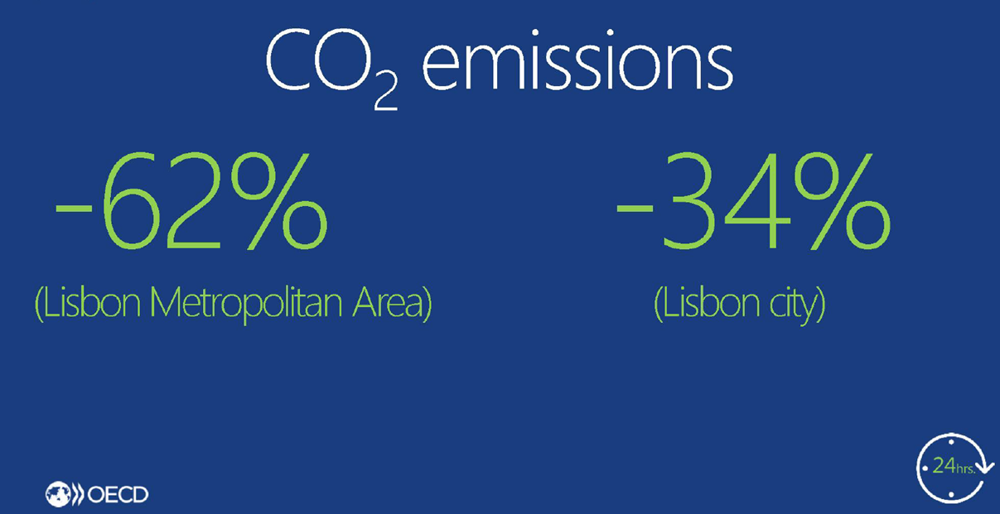 CO₂ emissions
-62%
-34%
(Lisbon Metropolitan Area)
(Lisbon city)
24hrs.
OECD